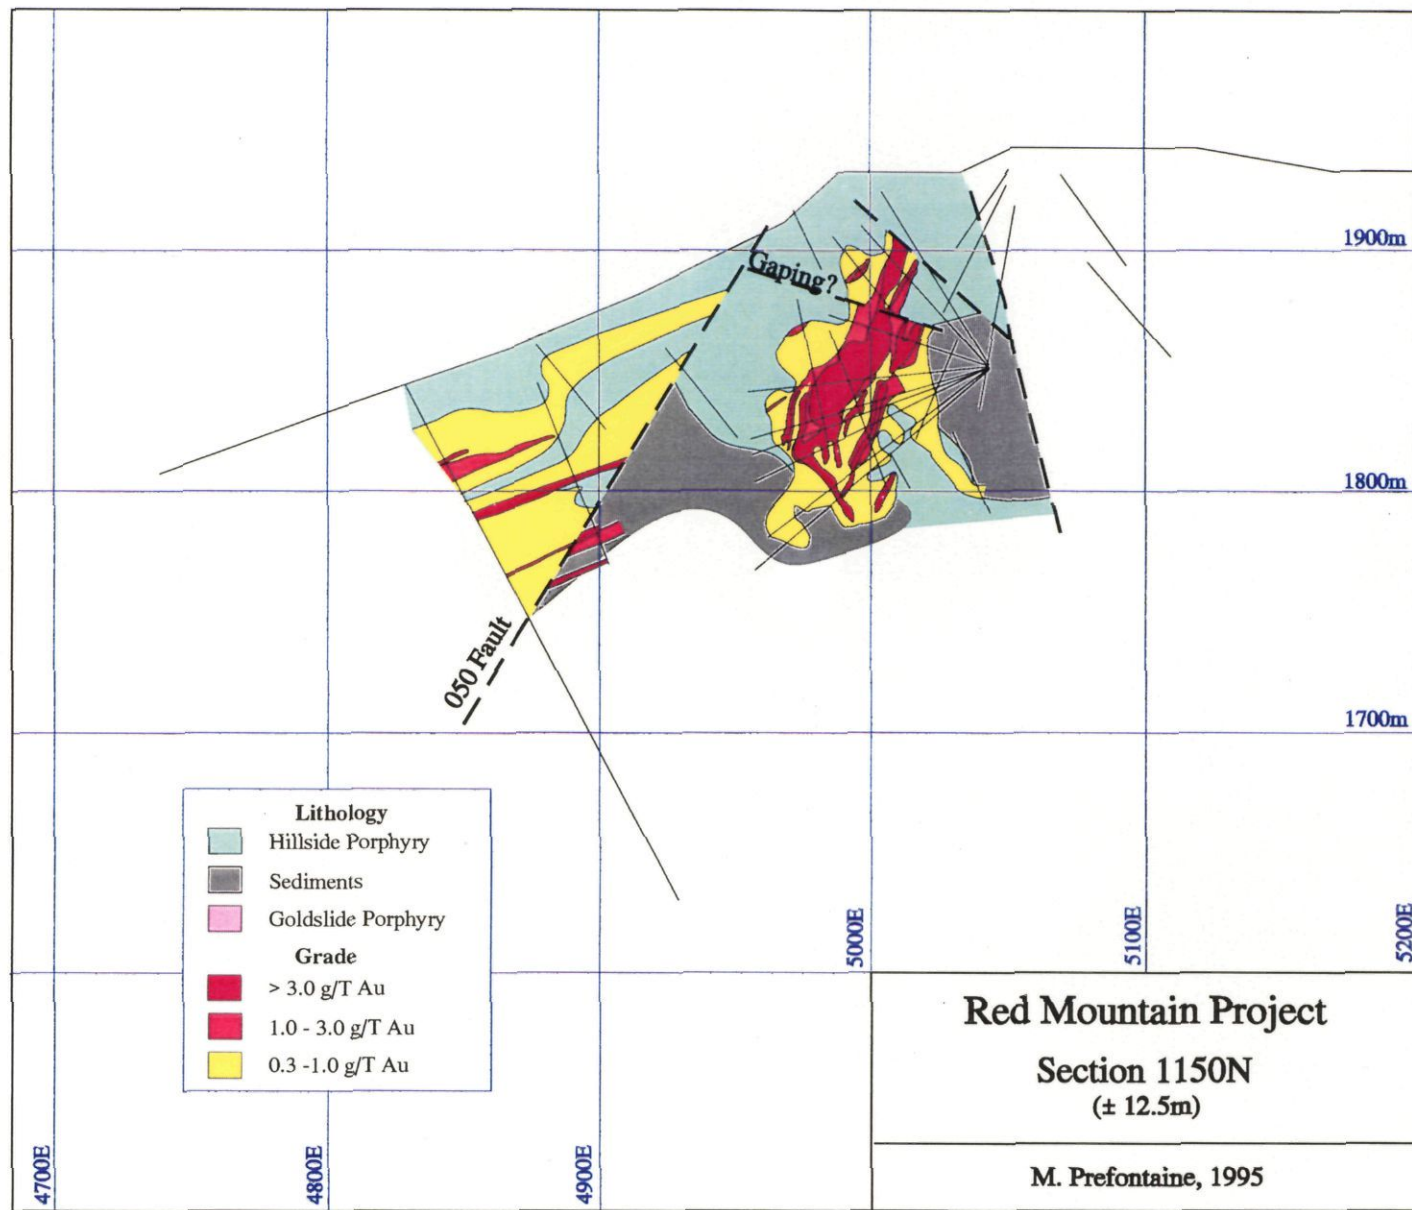 1900m
Gaping?
1800m
050 Fault
1700m
Lithology
Hillside Porphyry
Sediments
Goldslide Porphyry
Grade
> 3.0 g/T Au
1.0 - 3.0 g/T Au
0.3 -1.0 g/T Au
4700E
4800E
4900E
5000E
5100E
5200E
Red Mountain Project
Section 1150N
(± 12.5m)
M. Prefontaine, 1995